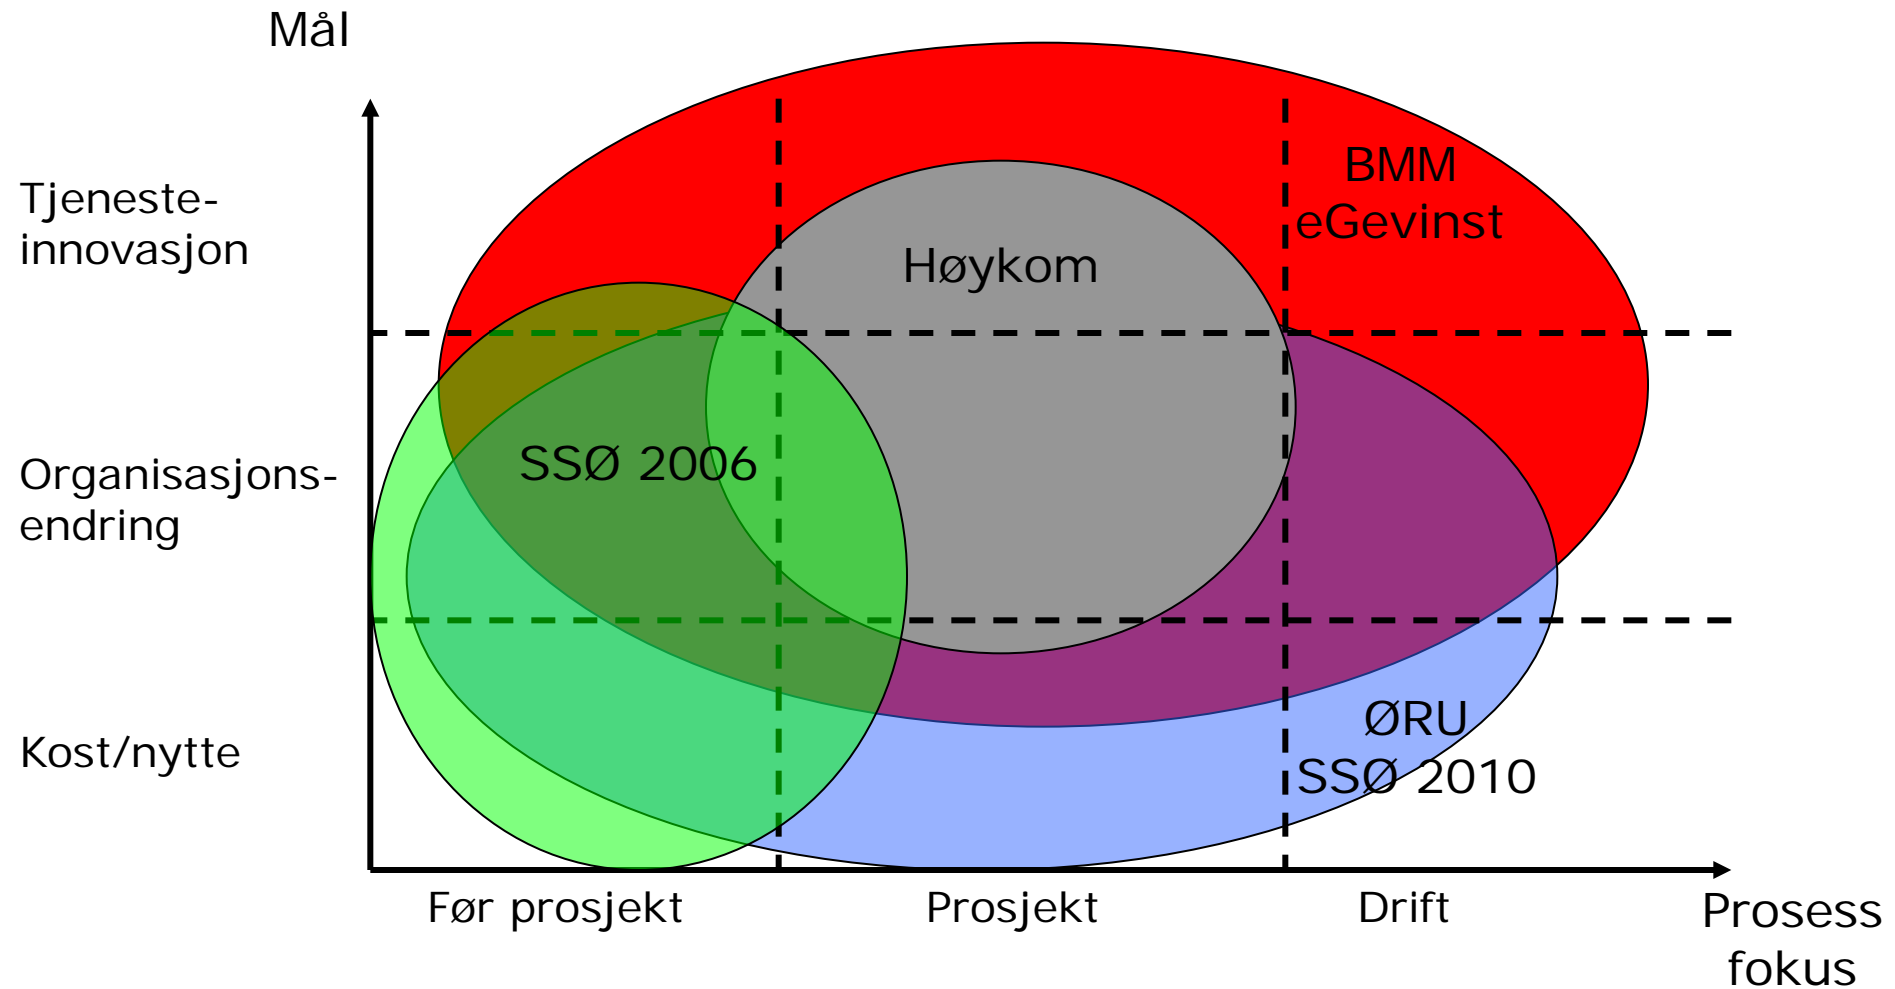 Mål
Tjeneste-
innovasjon
BMM
eGevinst
Høykom
Organisasjons-
endring
SSØ 2006
Kost/nytte
ØRU
SSØ 2010
Før prosjekt
Prosjekt
Drift
Prosess
fokus